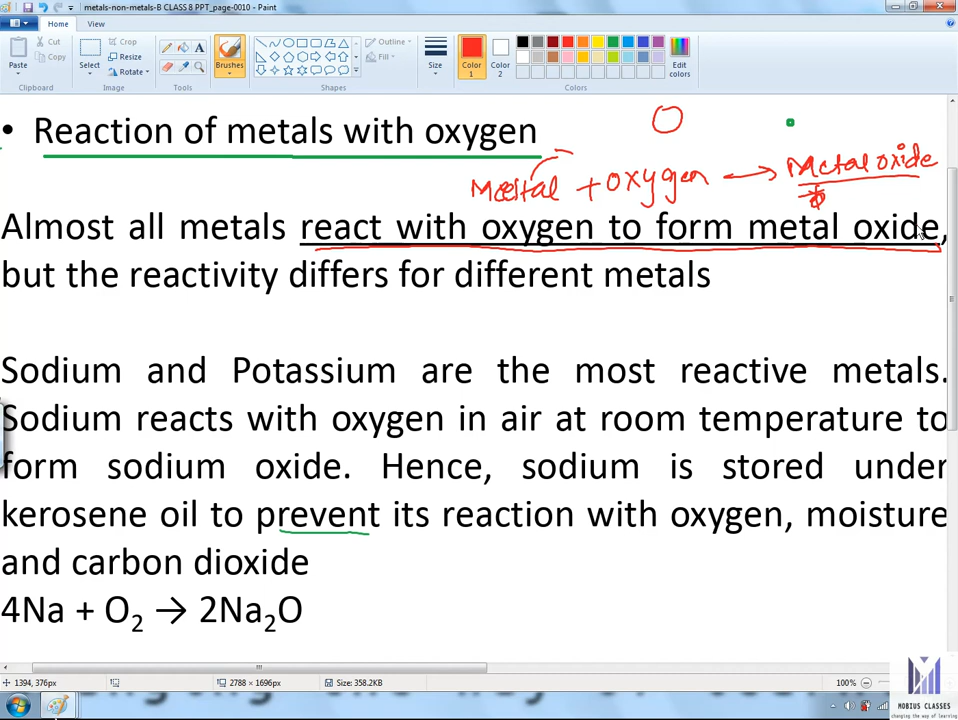 metals-non-metals-B CLASS 8 PPT_page-0010 - Paint
Home View
Cut
Copy
Paste
Clipboard
Crop
Resize
Rotate
Select
Image
Tools
Brushes
Shapes
Outline
Fill
Size
Color 1
Color 2
Edit colors
Colors
• Reaction of metals with oxygen
+ oxygen → Metal oxide
Almost all metals react with oxygen to form metal oxide,
but the reactivity differs for different metals
Sodium and Potassium are the most reactive metals.
Sodium reacts with oxygen in air at room temperature to
form sodium oxide. Hence, sodium is stored under
kerosene oil to prevent its reaction with oxygen, moisture
and carbon dioxide
4Na + O₂ → 2Na₂O
1394, 376px
2788 × 1696px
Size: 358.2KB
100%
MOBIUS CLASSES
changing the way of learning